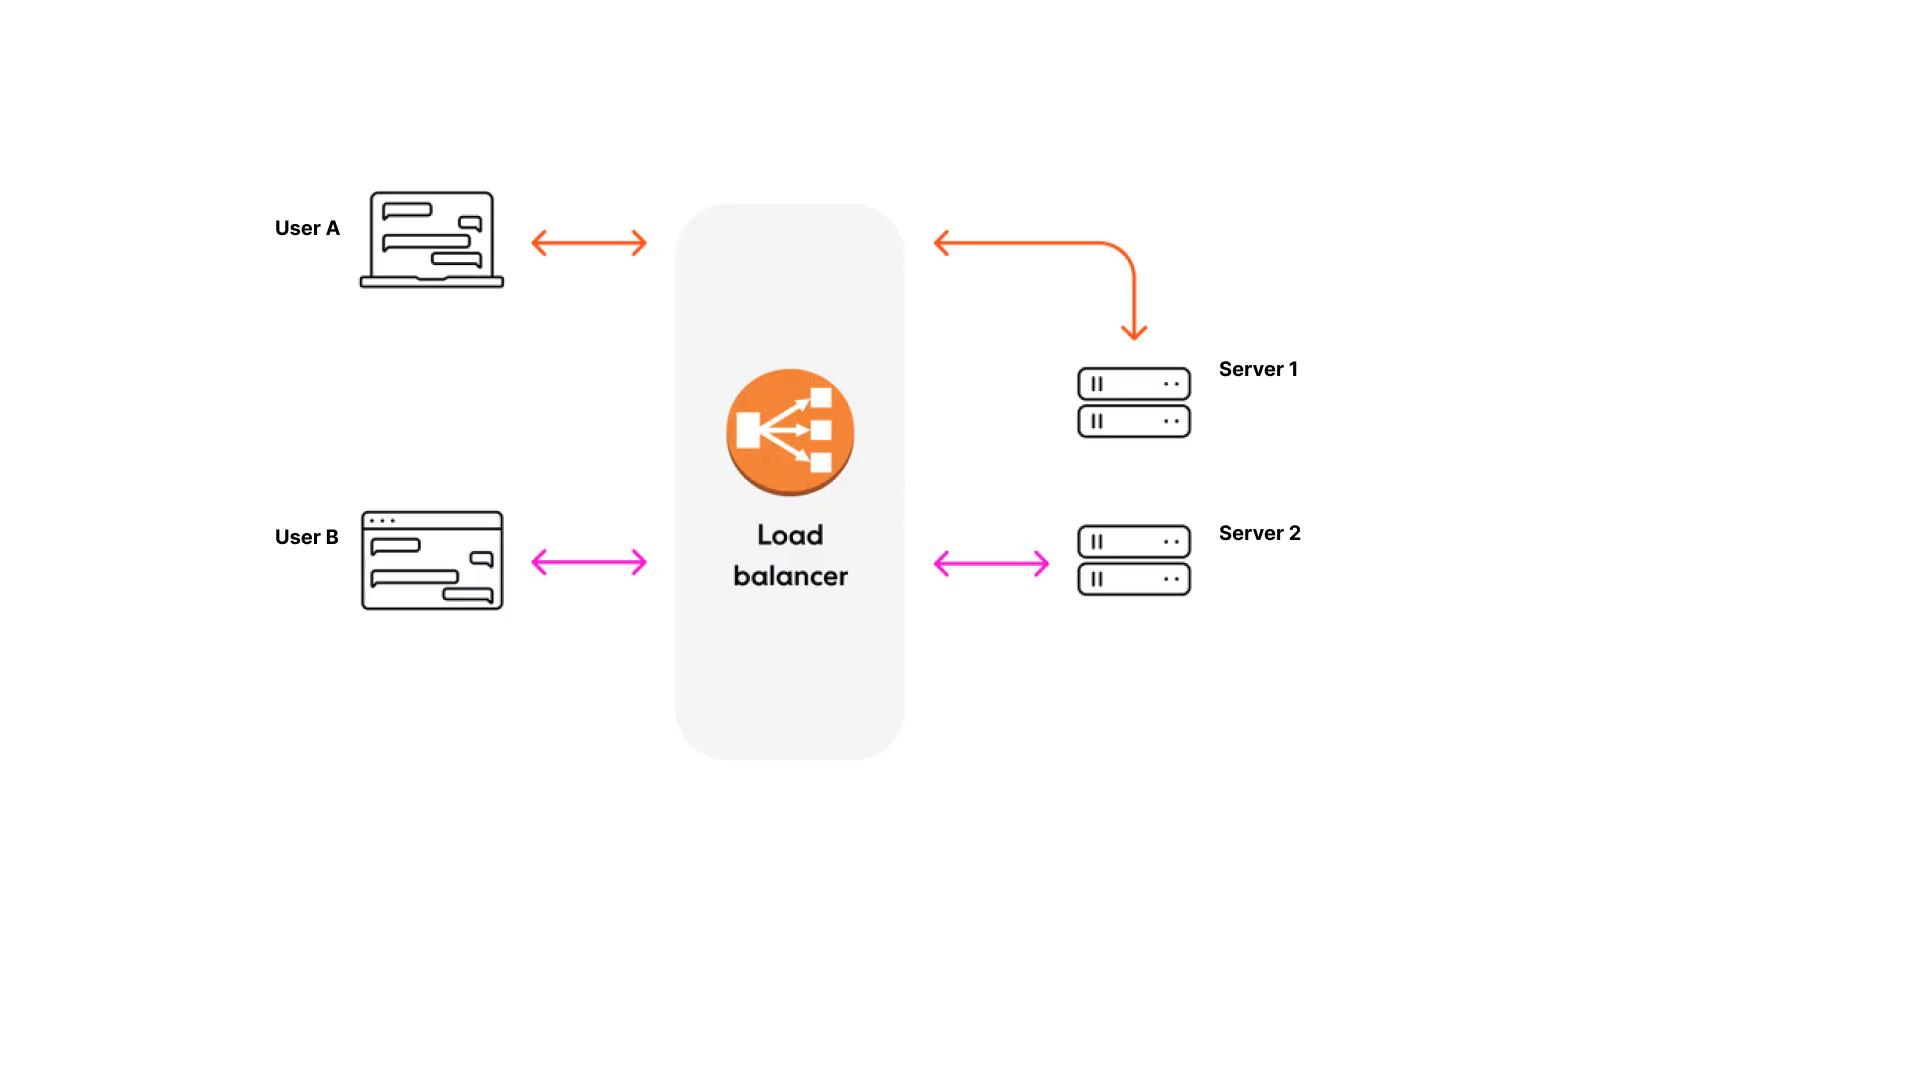 User A
Server 1
Load
balancer
User B
Server 2